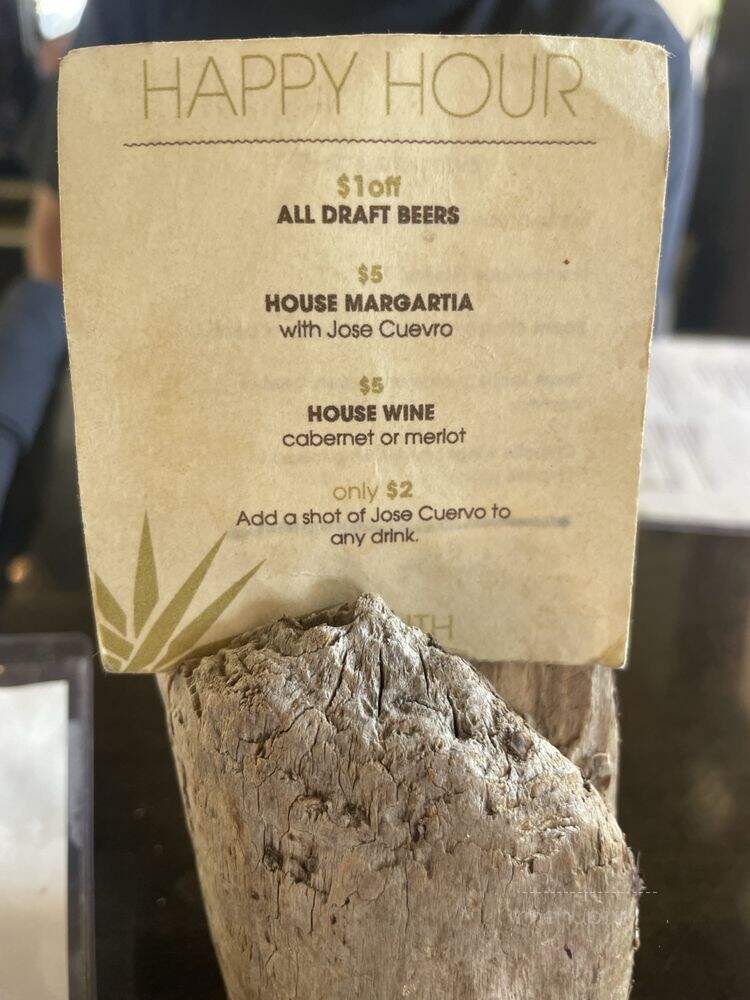 HAPPY HOUR
$1off
ALL DRAFT BEERS
$5
HOUSE MARGARTIA
with Jose Cuevro
$5
HOUSE WINE
cabernet or merlot
only $2
Add a shot of Jose Cuervo to
any drink.